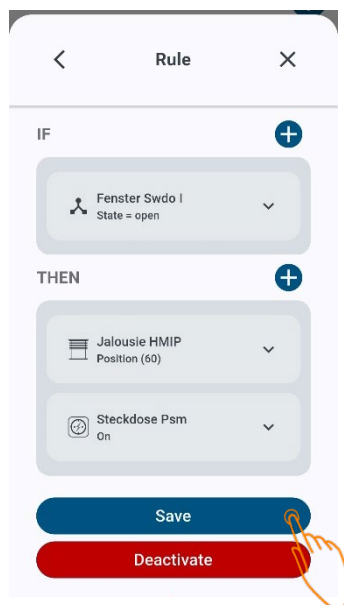 Rule
IF
Fenster Swdo I
State = open
THEN
Jalousie HMIP
Position (60)
Steckdose Psm
On
Save
Deactivate